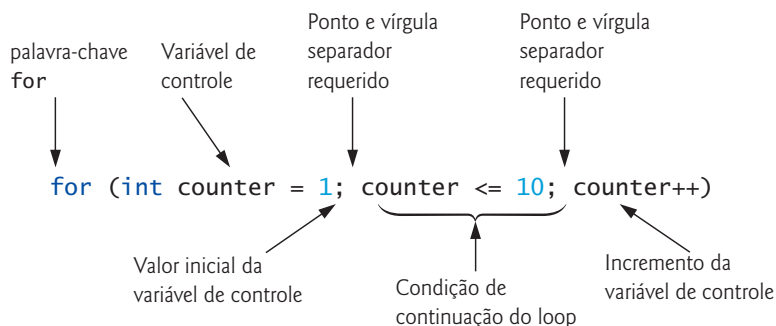 palavra-chave
for
Variável de
controle
Ponto e vírgula
separador
requerido
Ponto e vírgula
separador
requerido
for (int counter = 1; counter <= 10; counter++)
Valor inicial da
variável de controle
Condição de
continuação do loop
Incremento da
variável de controle